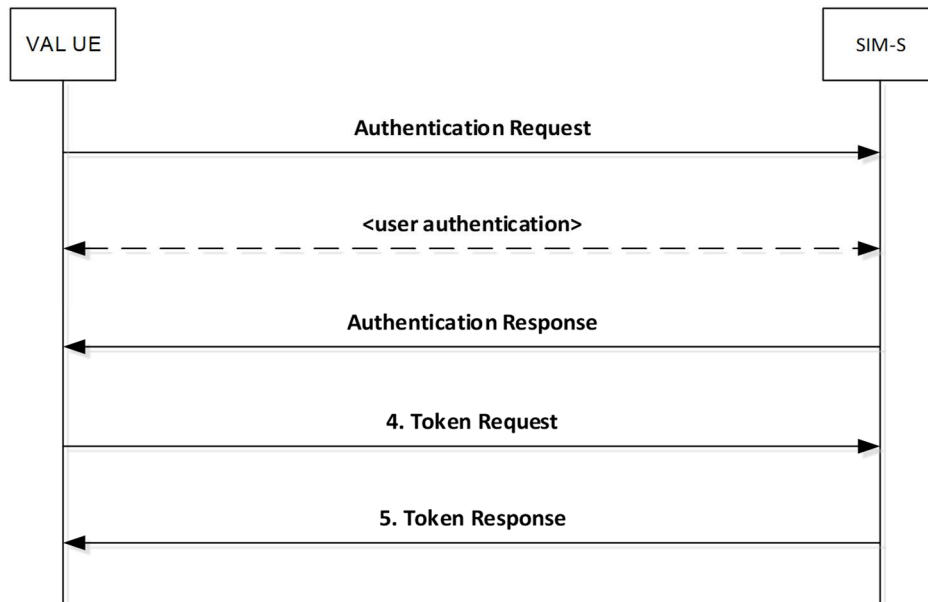 VAL UE
SIM-S
Authentication Request
<user authentication>
Authentication Response
4. Token Request
5. Token Response